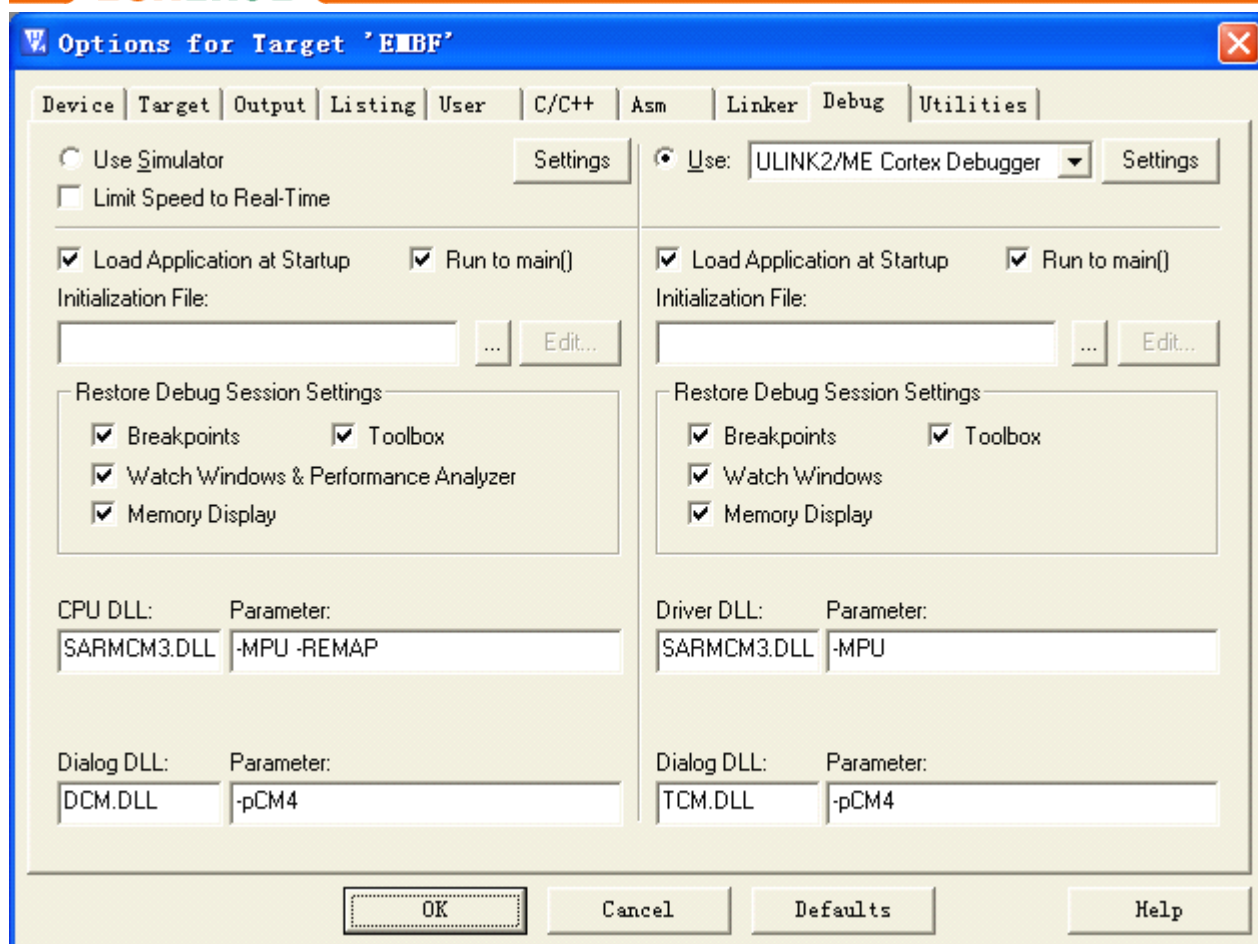 Options for Target 'EMBF'
Device Target Output Listing User C/C++ Asm Linker Debug Utilities
Use Simulator Settings Use: ULINK2/ME Cortex Debugger Settings
Limit Speed to Real-Time
Load Application at Startup Run to main() Load Application at Startup Run to main()
Initialization File: Initialization File:
... Edit... ... Edit...
Restore Debug Session Settings Restore Debug Session Settings
Breakpoints Toolbox Breakpoints Toolbox
Watch Windows & Performance Analyzer Watch Windows
Memory Display Memory Display
CPU DLL: Parameter: Driver DLL: Parameter:
SARMCM3.DLL -MPU -REMAP SARMCM3.DLL -MPU
Dialog DLL: Parameter: Dialog DLL: Parameter:
DCM.DLL -pCM4 TCM.DLL -pCM4
OK Cancel Defaults Help